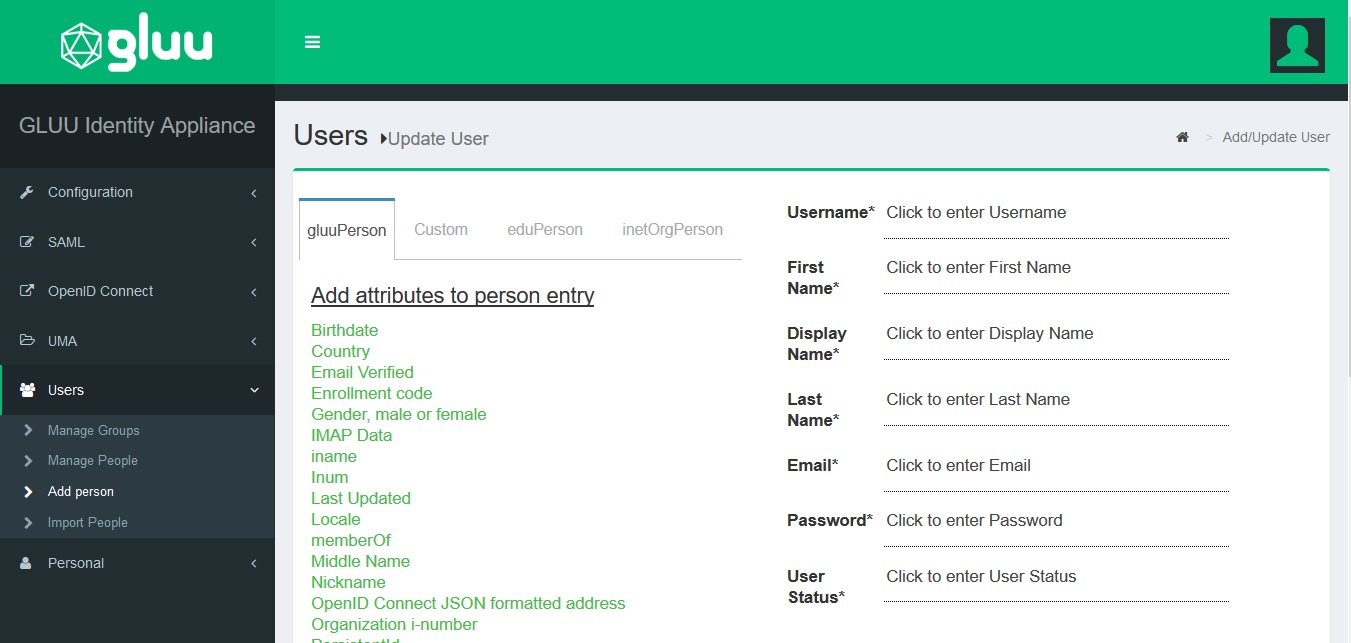 gluu
GLUU Identity Appliance
Configuration
SAML
OpenID Connect
UMA
Users
Manage Groups
Manage People
Add person
Import People
Personal
Users Update User
> Add/Update User
gluuPerson Custom eduPerson inetOrgPerson
Add attributes to person entry
Birthdate
Country
Email Verified
Enrollment code
Gender, male or female
IMAP Data
iname
Inum
Last Updated
Locale
memberOf
Middle Name
Nickname
OpenID Connect JSON formatted address
Organization i-number
PersistentId
Username* Click to enter Username
First
Name*
Click to enter First Name
Display
Name*
Click to enter Display Name
Last
Name*
Click to enter Last Name
Email* Click to enter Email
Password* Click to enter Password
User
Status*
Click to enter User Status